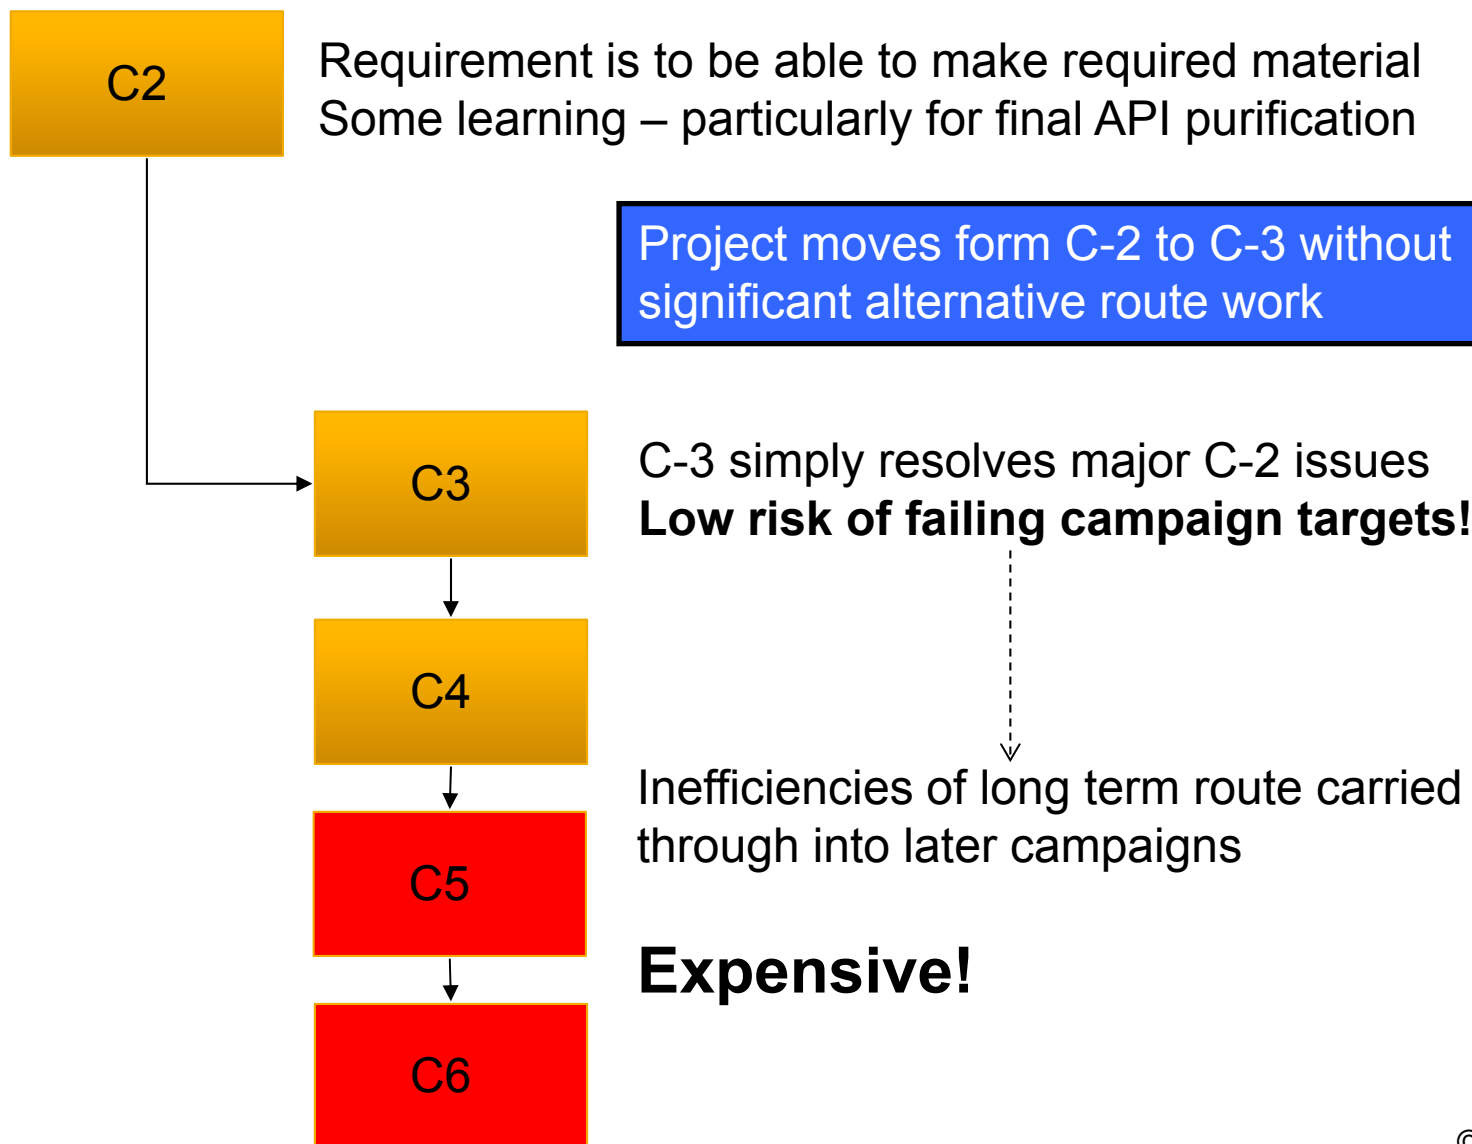 C2
Requirement is to be able to make required material
Some learning – particularly for final API purification
Project moves form C-2 to C-3 without
significant alternative route work
C3
C-3 simply resolves major C-2 issues
Low risk of failing campaign targets!
C4
Inefficiencies of long term route carried
through into later campaigns
C5
Expensive!
C6
©